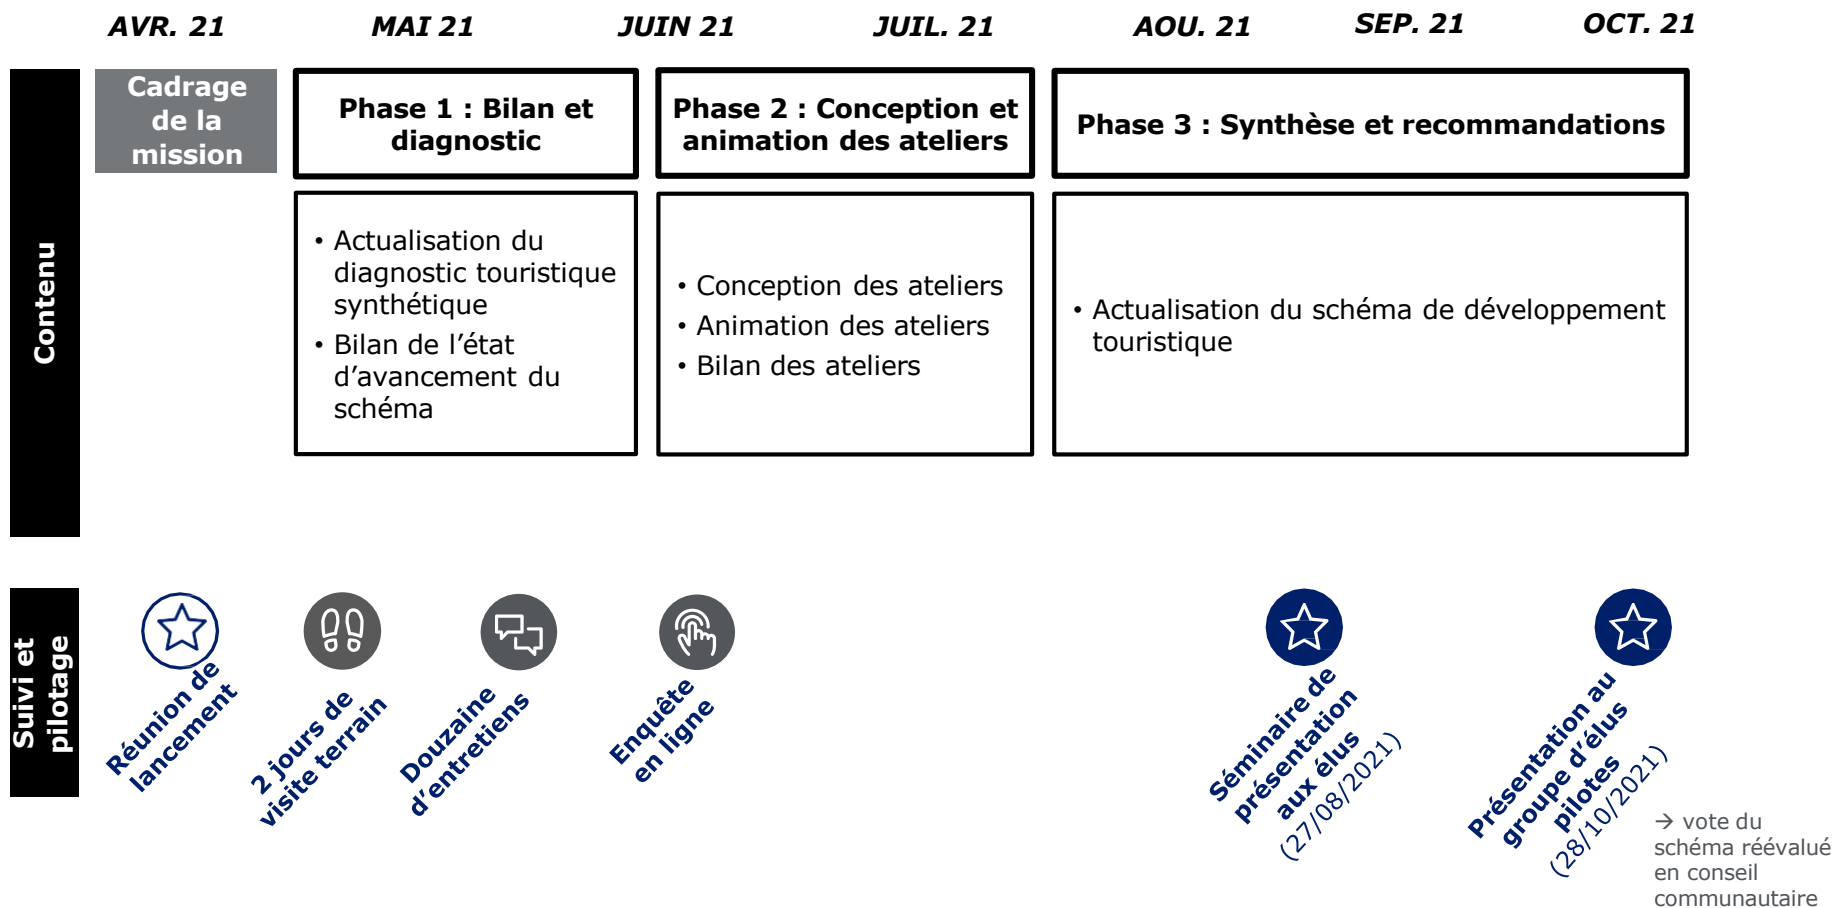 AVR. 21 MAI 21 JUIN 21 JUIL. 21 AOU. 21 SEP. 21 OCT. 21
Contenu
Cadrage
de la
mission
Phase 1 : Bilan et
diagnostic
Phase 2 : Conception et
animation des ateliers
Phase 3 : Synthèse et recommandations
• Actualisation du
diagnostic touristique
synthétique
• Bilan de l’état
d’avancement du
schéma
• Conception des ateliers
• Animation des ateliers
• Bilan des ateliers
• Actualisation du schéma de développement
touristique
Suivi et
pilotage
Réunion de
lancement
2 jours de
visite terrain
Douzaine
d’entretiens
Enquête
en ligne
Séminaire de
présentation
aux élus
(27/08/2021)
Présentation au
groupe d’élus
pilotes
(28/10/2021)
→ vote du
schéma réévalué
en conseil
communautaire